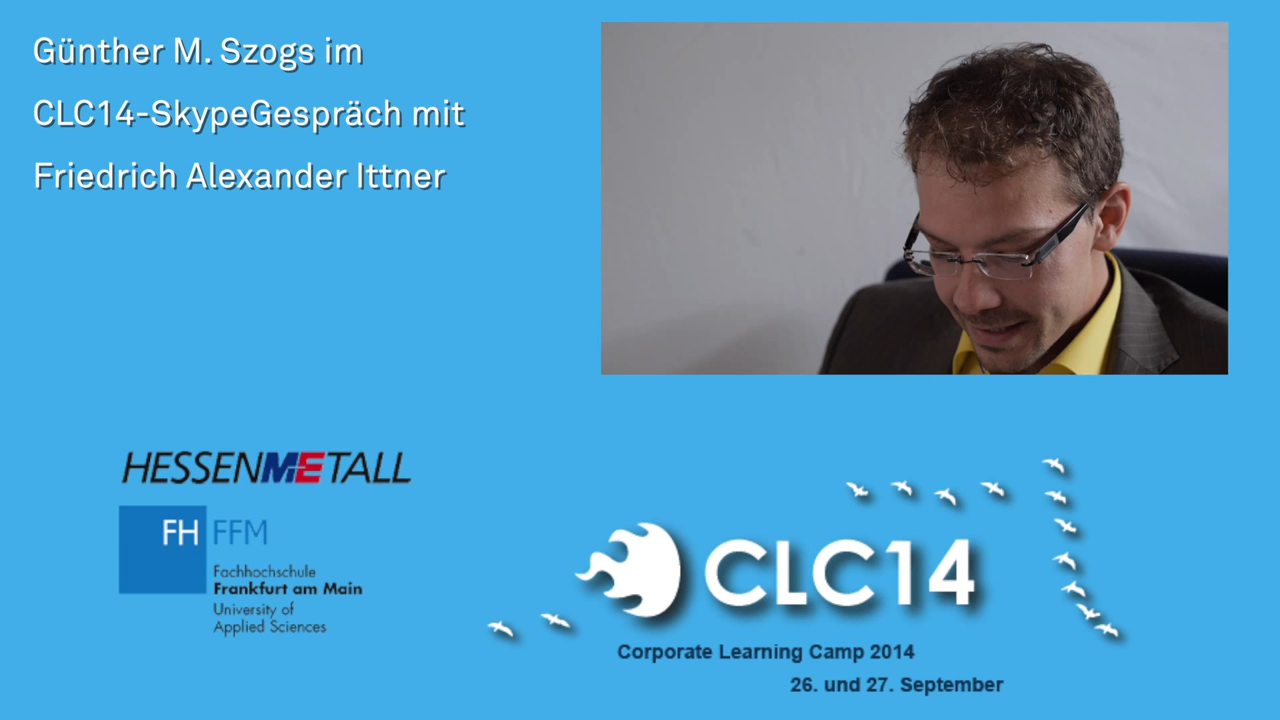 Günther M. Szogs im
CLC14-SkypeGespräch mit
Friedrich Alexander Ittner
HESSENMETALL
FH FFM
Fachhochschule
Frankfurt am Main
University of
Applied Sciences
CLC14
Corporate Learning Camp 2014
26. und 27. September